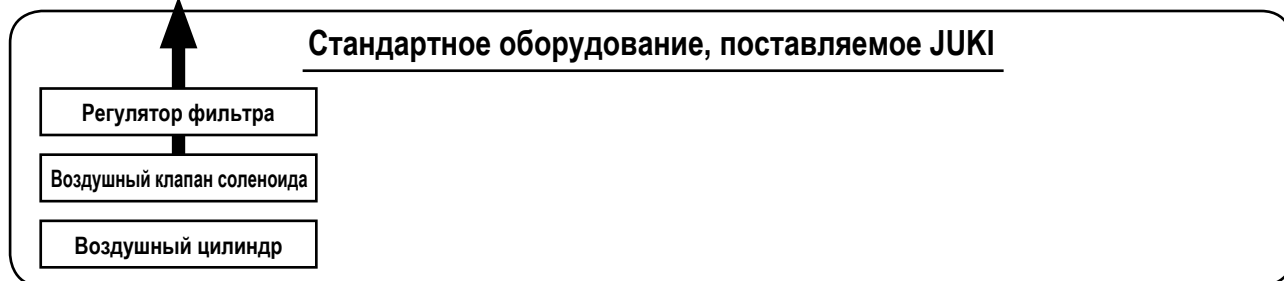 Стандартное оборудование, поставляемое JUKI
Регулятор фильтра
Воздушный клапан соленоида
Воздушный цилиндр